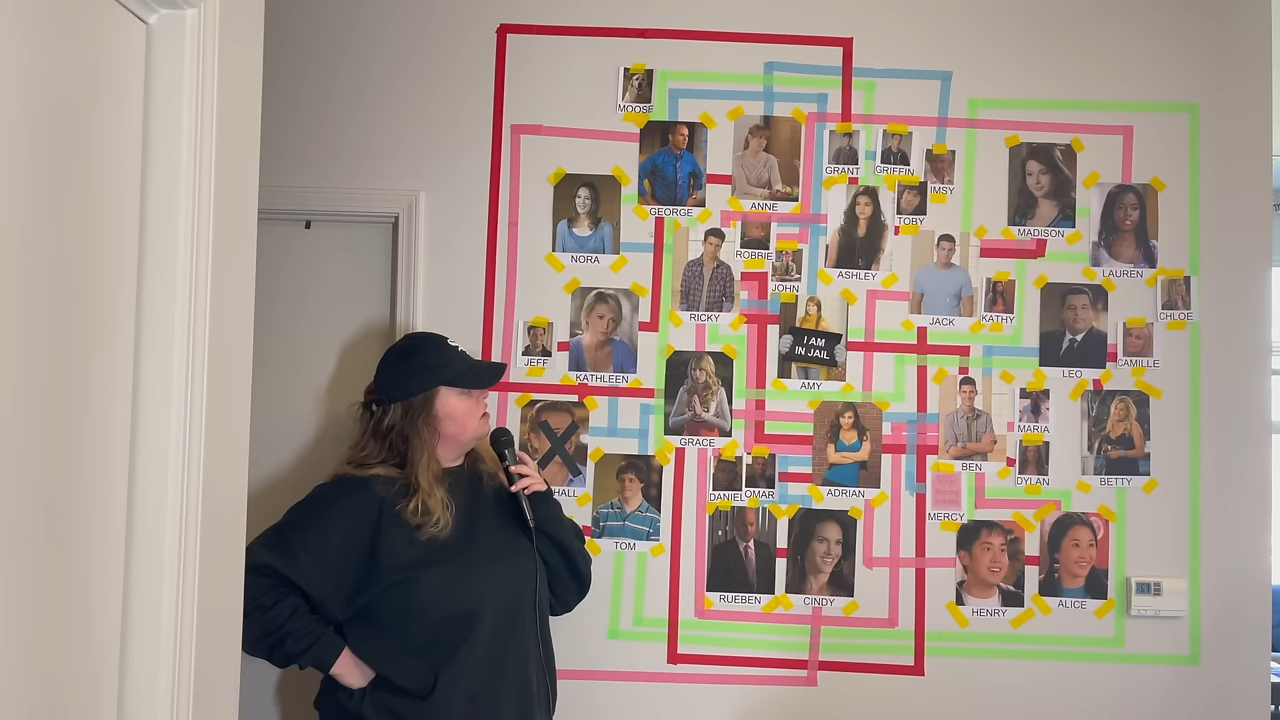 MOOSE
GRANT
GRIFFIN
IMSY
GEORGE
ANNE
TOBY
MADISON
NORA
ROBBIE
ASHLEY
LAUREN
JOHN
RICKY
JACK
KATHY
CHLOE
I AM
IN JAIL
JEFF
KATHLEEN
AMY
LEO
CAMILLE
GRACE
MARIA
BEN
DYLAN
BETTY
HALL
DANIEL
OMAR
ADRIAN
RIP
MERCY
TOM
RUEBEN
CINDY
HENRY
ALICE